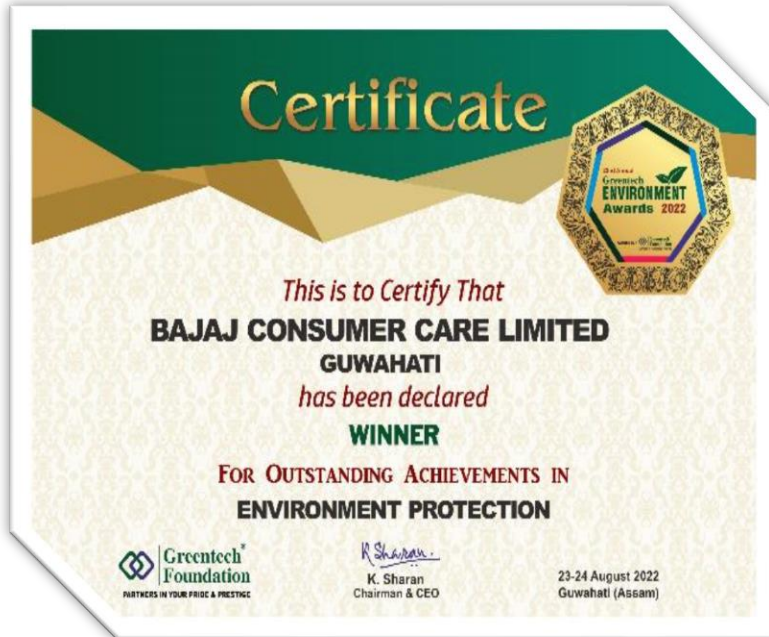 Certificate
Greentech
ENVIRONMENT
Awards 2022
This is to Certify That
BAJAJ CONSUMER CARE LIMITED
GUWAHATI
has been declared
WINNER
FOR OUTSTANDING ACHIEVEMENTS IN
ENVIRONMENT PROTECTION
Greentech®
Foundation
PARTNERS IN YOUR PRIDE & PRESTIGE
K Sharan.
K. Sharan
Chairman & CEO
23-24 August 2022
Guwahati (Assam)